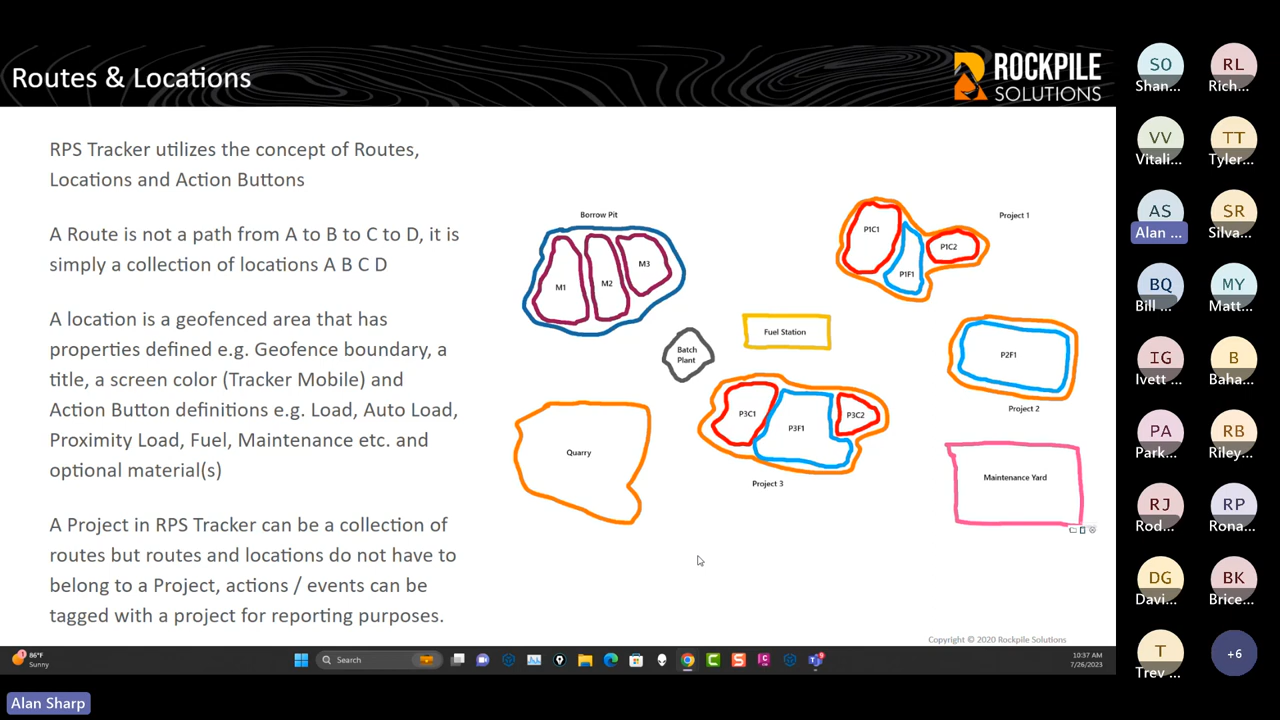 Routes & Locations
ROCKPILE
SOLUTIONS
RPS Tracker utilizes the concept of Routes,
Locations and Action Buttons
A Route is not a path from A to B to C to D, it is
simply a collection of locations A B C D
A location is a geofenced area that has
properties defined e.g. Geofence boundary, a
title, a screen color (Tracker Mobile) and
Action Button definitions e.g. Load, Auto Load,
Proximity Load, Fuel, Maintenance etc. and
optional material(s)
A Project in RPS Tracker can be a collection of
routes but routes and locations do not have to
belong to a Project, actions / events can be
tagged with a project for reporting purposes.
Borrow Pit
M1
M2
M3
Project 1
P1C1
P1C2
P1F1
Fuel Station
Batch
Plant
P2F1
Project 2
P3C1
P3F1
P3C2
Project 3
Quarry
Maintenance Yard
Copyright © 2020 Rockpile Solutions
1
86°F
Sunny
Search
10:37 AM
7/26/2023
Alan Sharp
SO
Shan...
RL
Rich...
VV
Vitali...
TT
Tyler...
AS
Alan ...
SR
Silva...
BQ
Bill ...
MY
Matt...
IG
Ivett ...
B
Baha...
PA
Park...
RB
Riley...
RJ
Rod...
RP
Rona...
DG
Davi...
BK
Brice...
T
Trev ...
+6